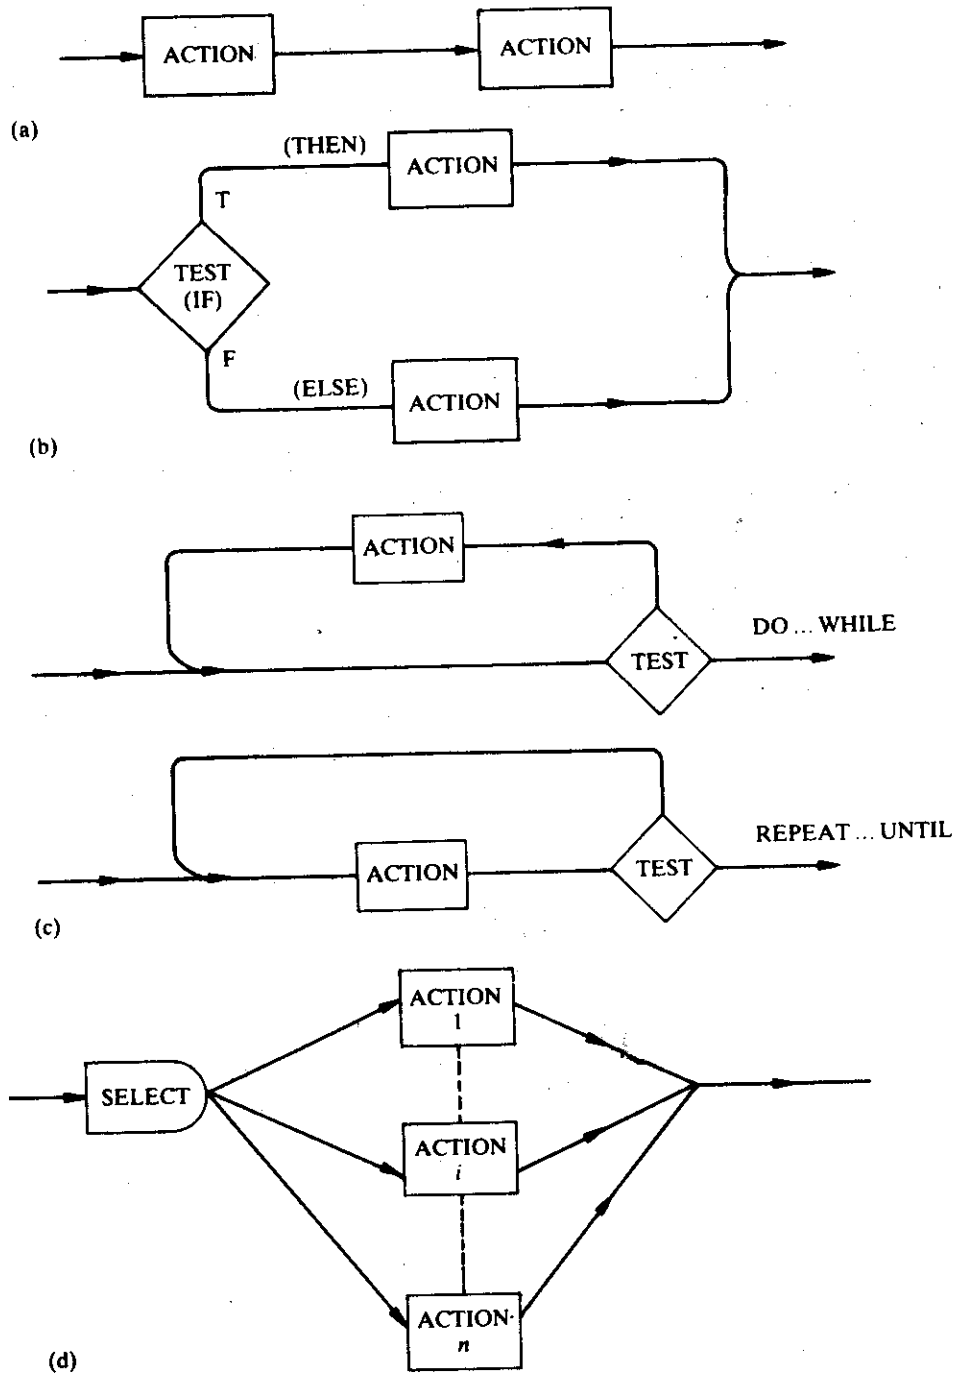 ACTION
ACTION
(a)
(THEN)
ACTION
T
TEST
(IF)
F
(ELSE)
ACTION
(b)
ACTION
DO ... WHILE
TEST
REPEAT ... UNTIL
ACTION
TEST
(c)
ACTION
1
SELECT
ACTION
i
ACTION
n
(d)